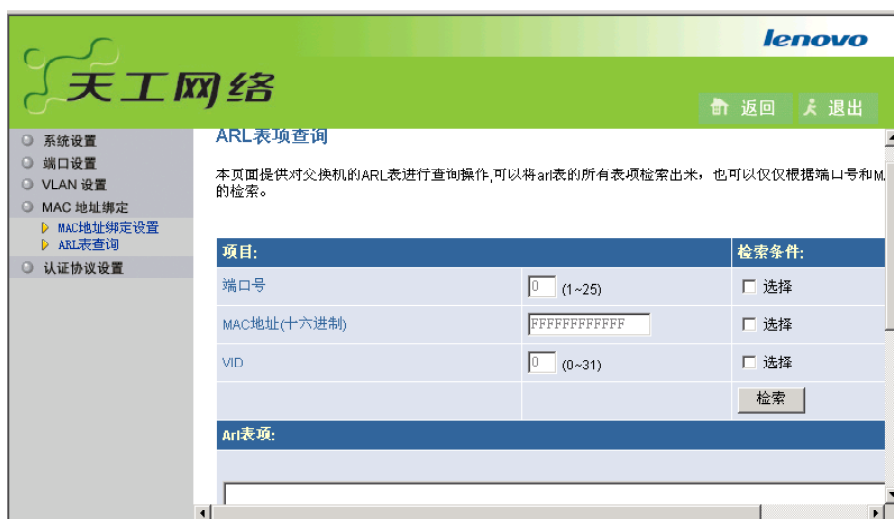 lenovo
天工网络
返回 退出
系统设置
端口设置
VLAN 设置
MAC 地址绑定
MAC地址绑定设置
ARL表查询
认证协议设置
ARL表项查询
本页面提供对交换机的ARL表进行查询操作,可以将arl表的所有表项检索出来，也可以仅仅根据端口号和MA
的检索。
项目: 检索条件:
端口号 0 (1~25) 选择
MAC地址(十六进制) FFFFFFFFFFFF 选择
VID 0 (0~31) 选择
检索
Arl表项: